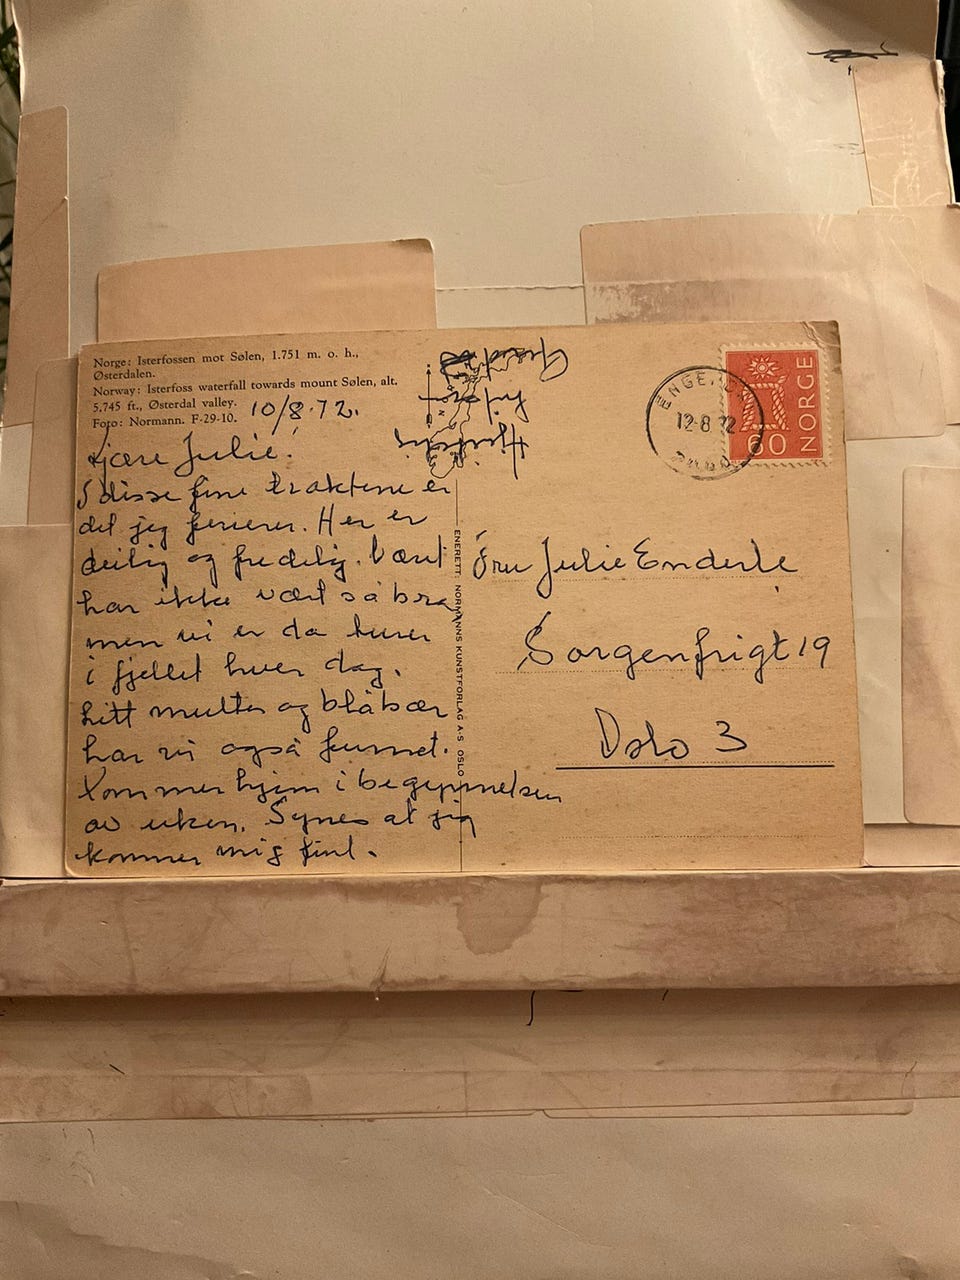 Norge: Isterfossen mot Sølen, 1.751 m. o. h.,
Østerdalen.
Norway: Isterfoss waterfall towards mount Sølen, alt.
5.745 ft., Østerdal valley.
Foto: Normann. F-29-10.
10/8-72.
Kjære Julie!
I disse fine traktene er
det jeg ferierer. Her er
deilig og fredelig. Været
har ikke vært så bra
men vi er da turer
i fjellet hver dag.
Litt multer og blåbær
har vi også funnet.
Kommer hjem i begynnelsen
av uken. Synes at jeg
kommer mig fint.
Hjertelig
hilsen
ENERETT: NORMANNS KUNSTFORLAG A-S OSLO
12-8 72
NORGE
60
Fru Julie Enderle
Sorgenfrigt 19
Oslo 3